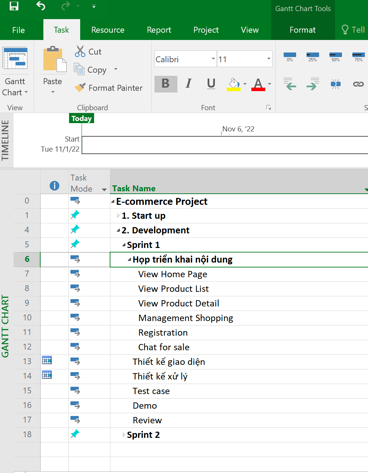 Gantt Chart Tools
File Task Resource Report Project View Format Tell
Gantt Chart
View
Paste
Cut
Copy
Format Painter
Clipboard
Calibri 11
B I U A
Font
0% 25% 50% 75%
TIMELINE
Today
Nov 6, '22
Start
Tue 11/1/22
GANTT CHART
Task Mode Task Name
0 E-commerce Project
1 1. Start up
4 2. Development
5 Sprint 1
6 Họp triển khai nội dung
7 View Home Page
8 View Product List
9 View Product Detail
10 Management Shopping
11 Registration
12 Chat for sale
13 Thiết kế giao diện
14 Thiết kế xử lý
15 Test case
16 Demo
17 Review
18 Sprint 2